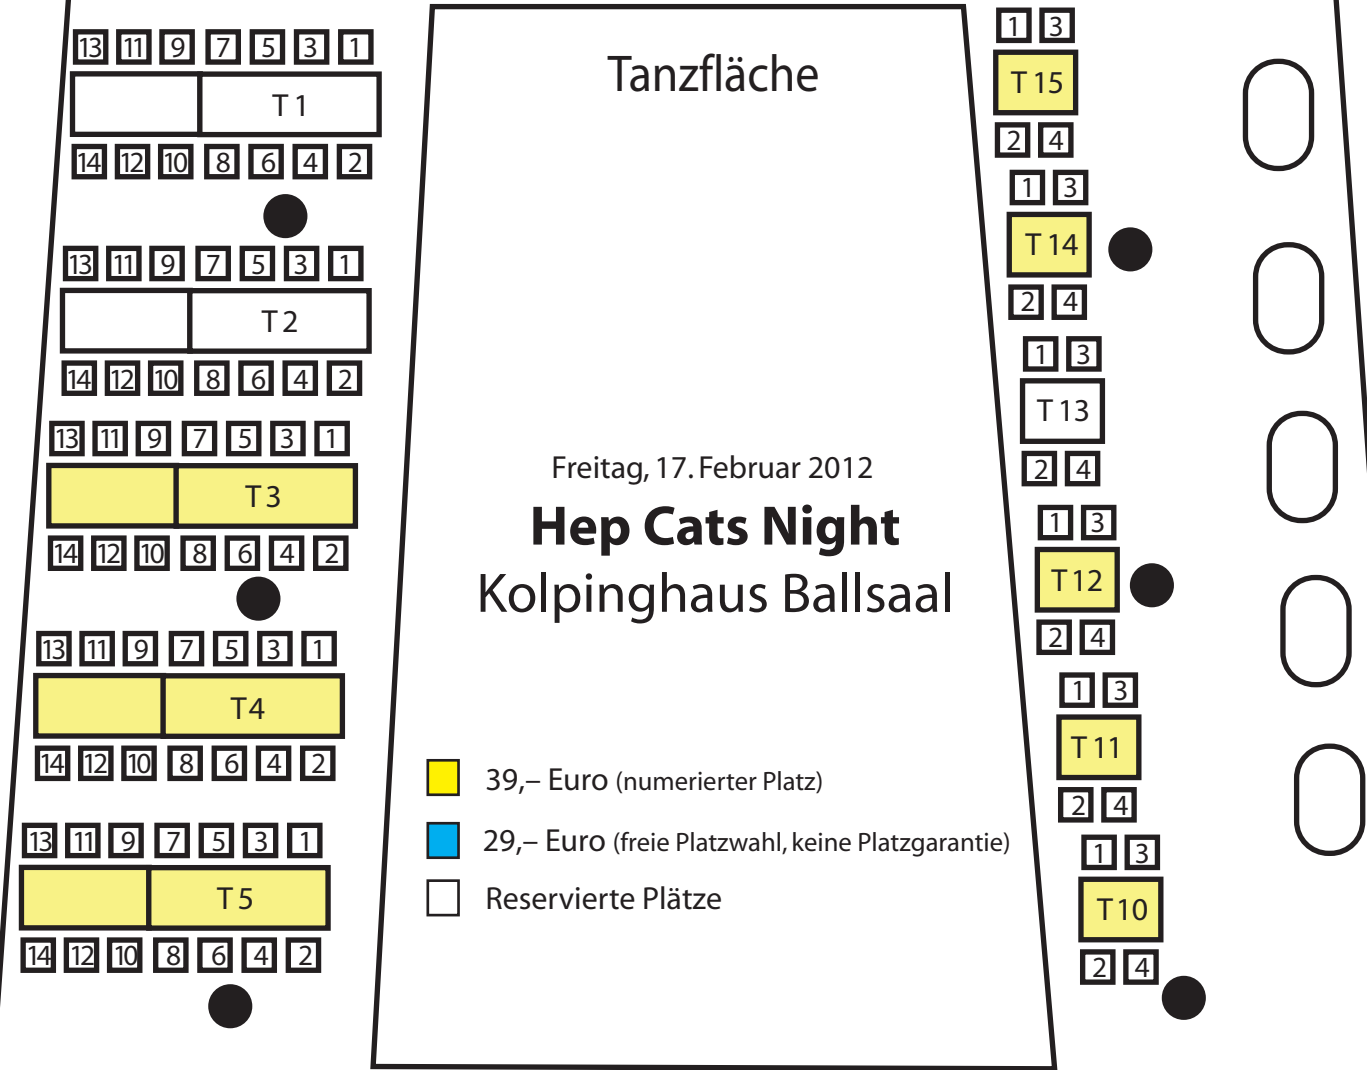 13 11 9 7 5 3 1
T 1
14 12 10 8 6 4 2
13 11 9 7 5 3 1
T 2
14 12 10 8 6 4 2
13 11 9 7 5 3 1
T 3
14 12 10 8 6 4 2
13 11 9 7 5 3 1
T 4
14 12 10 8 6 4 2
13 11 9 7 5 3 1
T 5
14 12 10 8 6 4 2
Tanzfläche
Freitag, 17. Februar 2012
Hep Cats Night
Kolpinghaus Ballsaal
39,– Euro (numerierter Platz)
29,– Euro (freie Platzwahl, keine Platzgarantie)
Reservierte Plätze
1 3
T 15
2 4
1 3
T 14
2 4
1 3
T 13
2 4
1 3
T 12
2 4
1 3
T 11
2 4
1 3
T 10
2 4